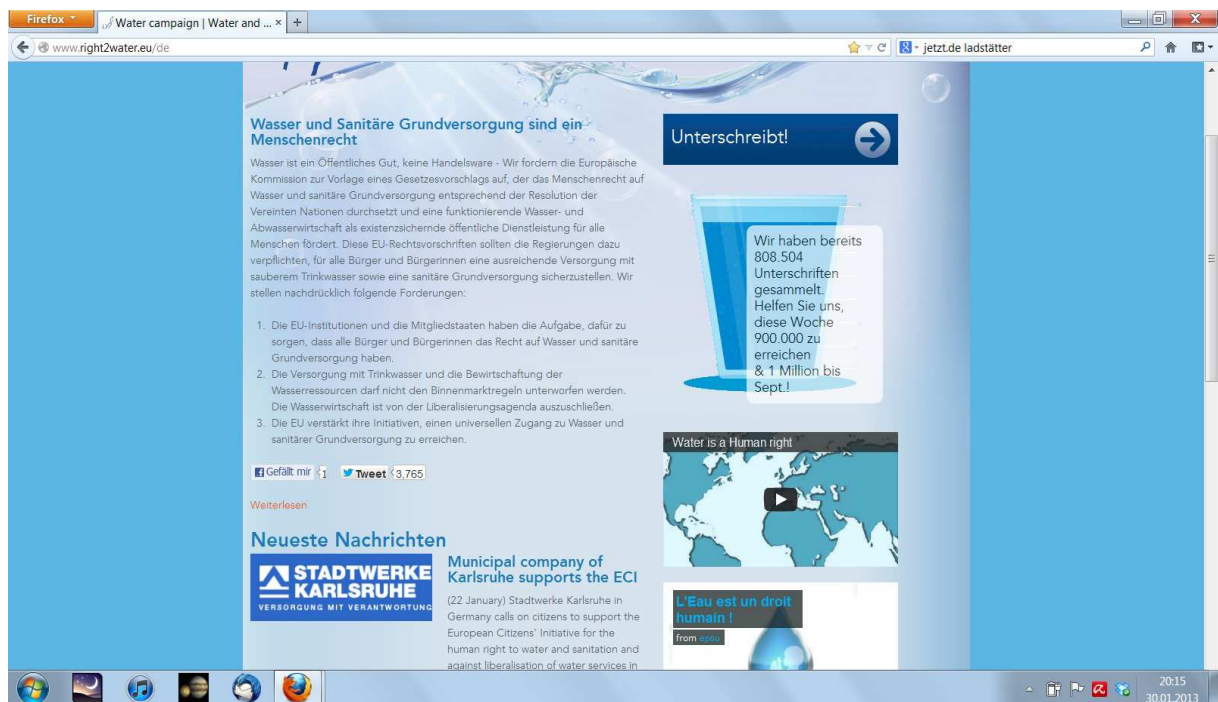 Firefox
Water campaign | Water and ... ×
+
www.right2water.eu/de
jetzt.de ladstätter
Wasser und Sanitäre Grundversorgung sind ein
Menschenrecht
Wasser ist ein Öffentliches Gut, keine Handelsware - Wir fordern die Europäische
Kommission zur Vorlage eines Gesetzesvorschlags auf, der das Menschenrecht auf
Wasser und sanitäre Grundversorgung entsprechend der Resolution der
Vereinten Nationen durchsetzt und eine funktionierende Wasser- und
Abwasserwirtschaft als existenzsichernde öffentliche Dienstleistung für alle
Menschen fördert. Diese EU-Rechtsvorschriften sollten die Regierungen dazu
verpflichten, für alle Bürger und Bürgerinnen eine ausreichende Versorgung mit
sauberem Trinkwasser sowie eine sanitäre Grundversorgung sicherzustellen. Wir
stellen nachdrücklich folgende Forderungen:
1. Die EU-Institutionen und die Mitgliedstaaten haben die Aufgabe, dafür zu
sorgen, dass alle Bürger und Bürgerinnen das Recht auf Wasser und sanitäre
Grundversorgung haben.
2. Die Versorgung mit Trinkwasser und die Bewirtschaftung der
Wasserressourcen darf nicht den Binnenmarktregeln unterworfen werden.
Die Wasserwirtschaft ist von der Liberalisierungsagenda auszuschließen.
3. Die EU verstärkt ihre Initiativen, einen universellen Zugang zu Wasser und
sanitärer Grundversorgung zu erreichen.
Gefällt mir 1 Tweet 3,765
Weiterlesen
Neueste Nachrichten
STADTWERKE
KARLSRUHE
VERSORGUNG MIT VERANTWORTUNG
Municipal company of
Karlsruhe supports the ECI
(22 January) Stadtwerke Karlsruhe in
Germany calls on citizens to support the
European Citizens' Initiative for the
human right to water and sanitation and
against liberalisation of water services in
Unterschreibt!
Wir haben bereits
808.504
Unterschriften
gesammelt.
Helfen Sie uns,
diese Woche
900.000 zu
erreichen
& 1 Million bis
Sept.!
Water is a Human right
L'Eau est un droit
humain !
from epsu
20:15
30.01.2013